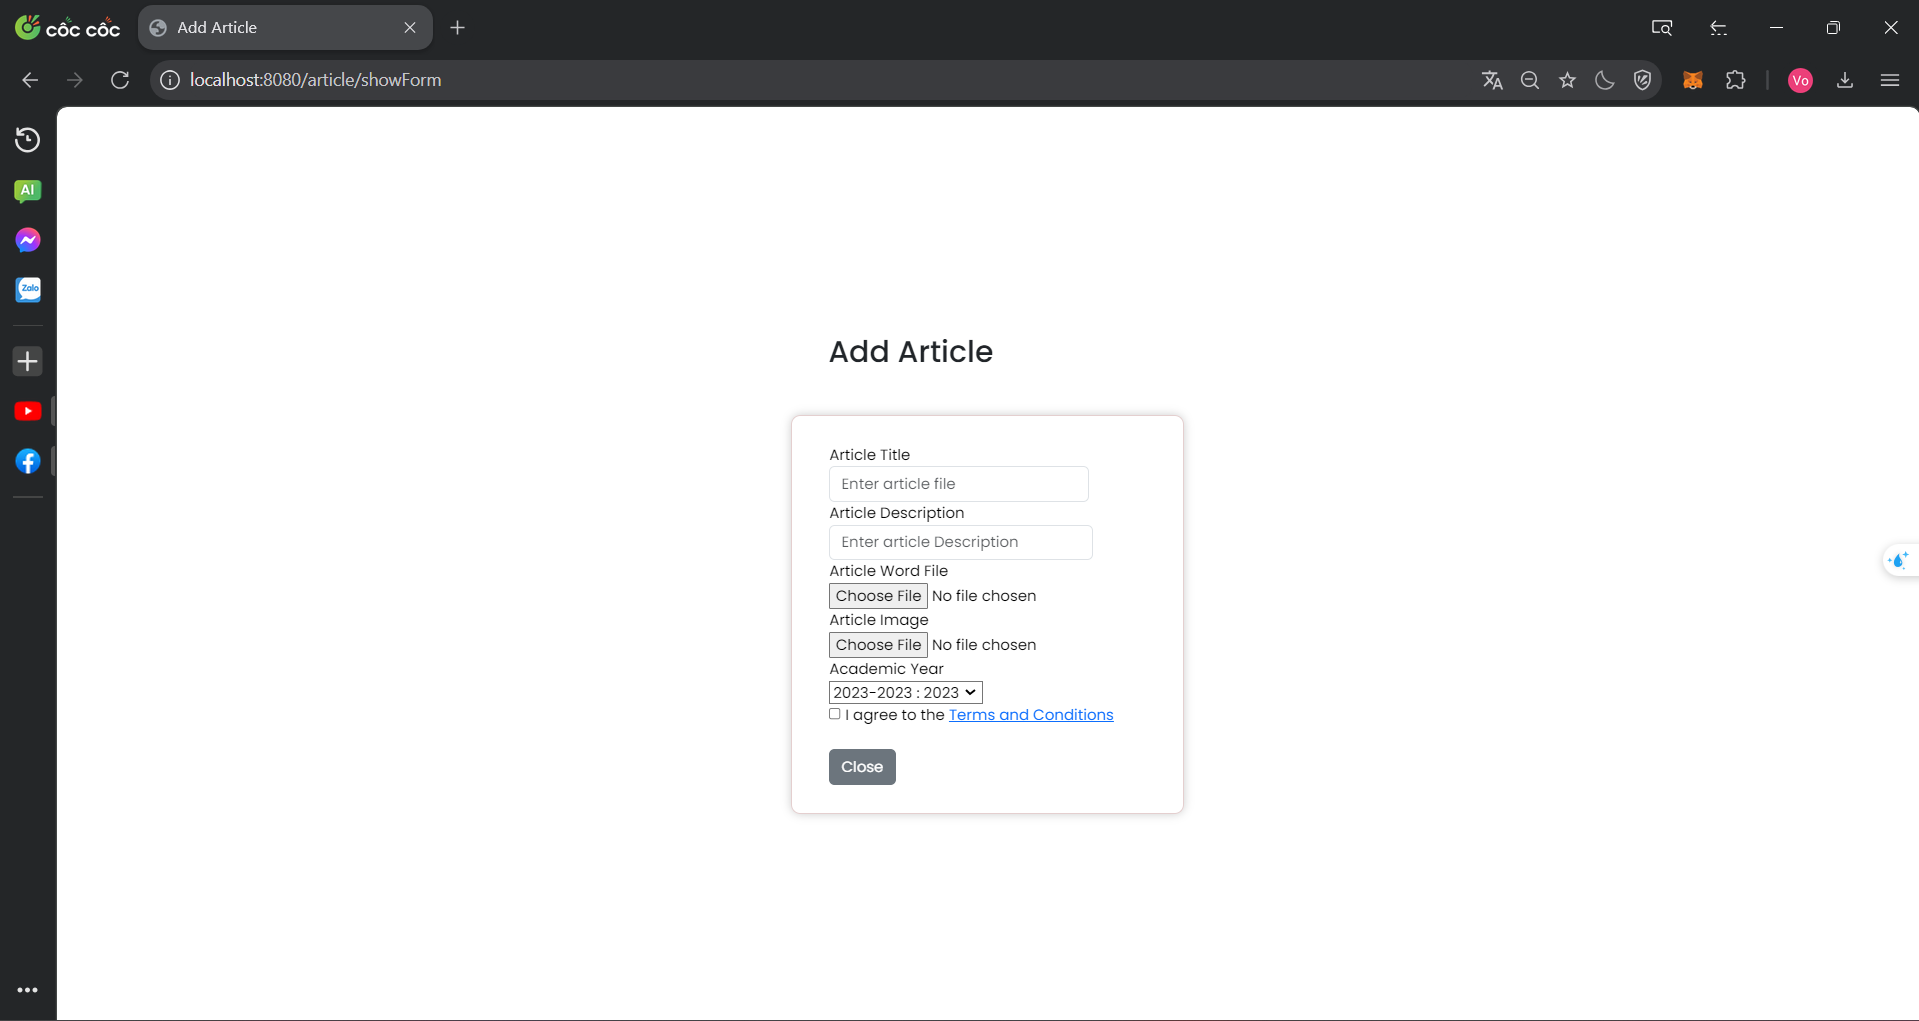 cốc cốc
Add Article
localhost:8080/article/showForm
Vo
AI
Zalo
Add Article
Article Title
Enter article file
Article Description
Enter article Description
Article Word File
Choose File No file chosen
Article Image
Choose File No file chosen
Academic Year
2023-2023 : 2023
I agree to the Terms and Conditions
Close